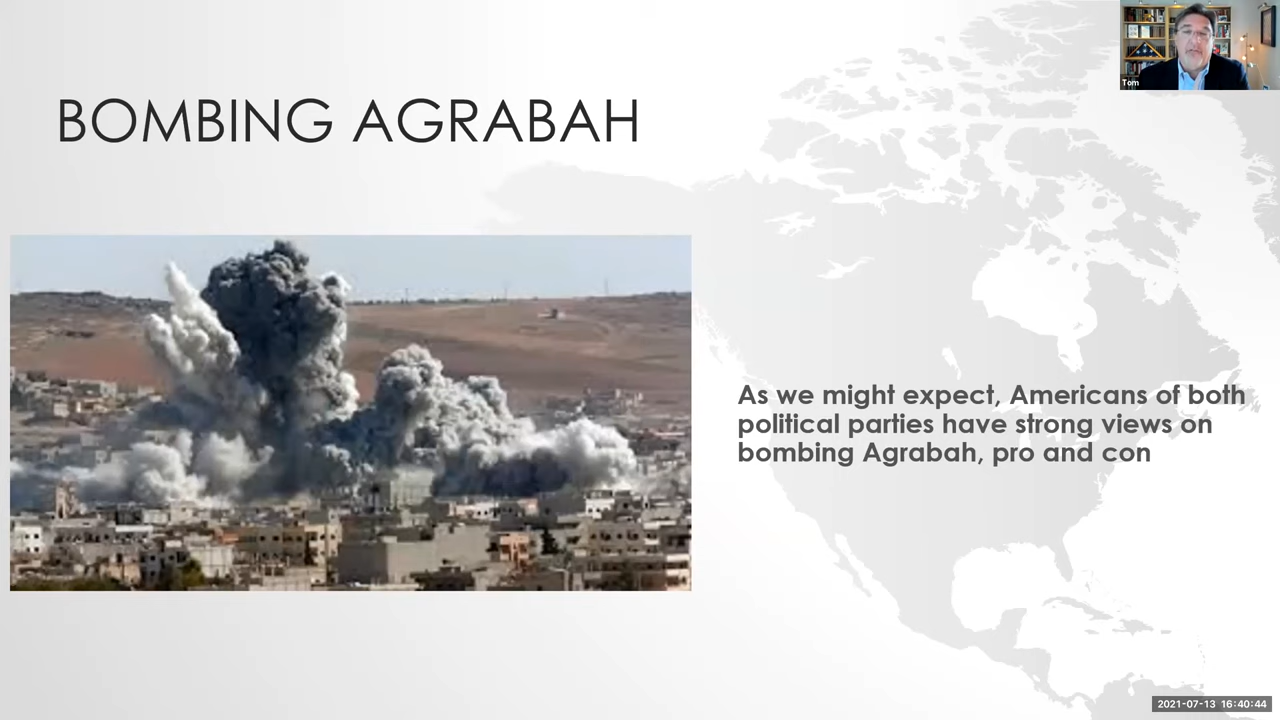 Tom
BOMBING AGRABAH
As we might expect, Americans of both
political parties have strong views on
bombing Agrabah, pro and con
2021-07-13 16:40:44